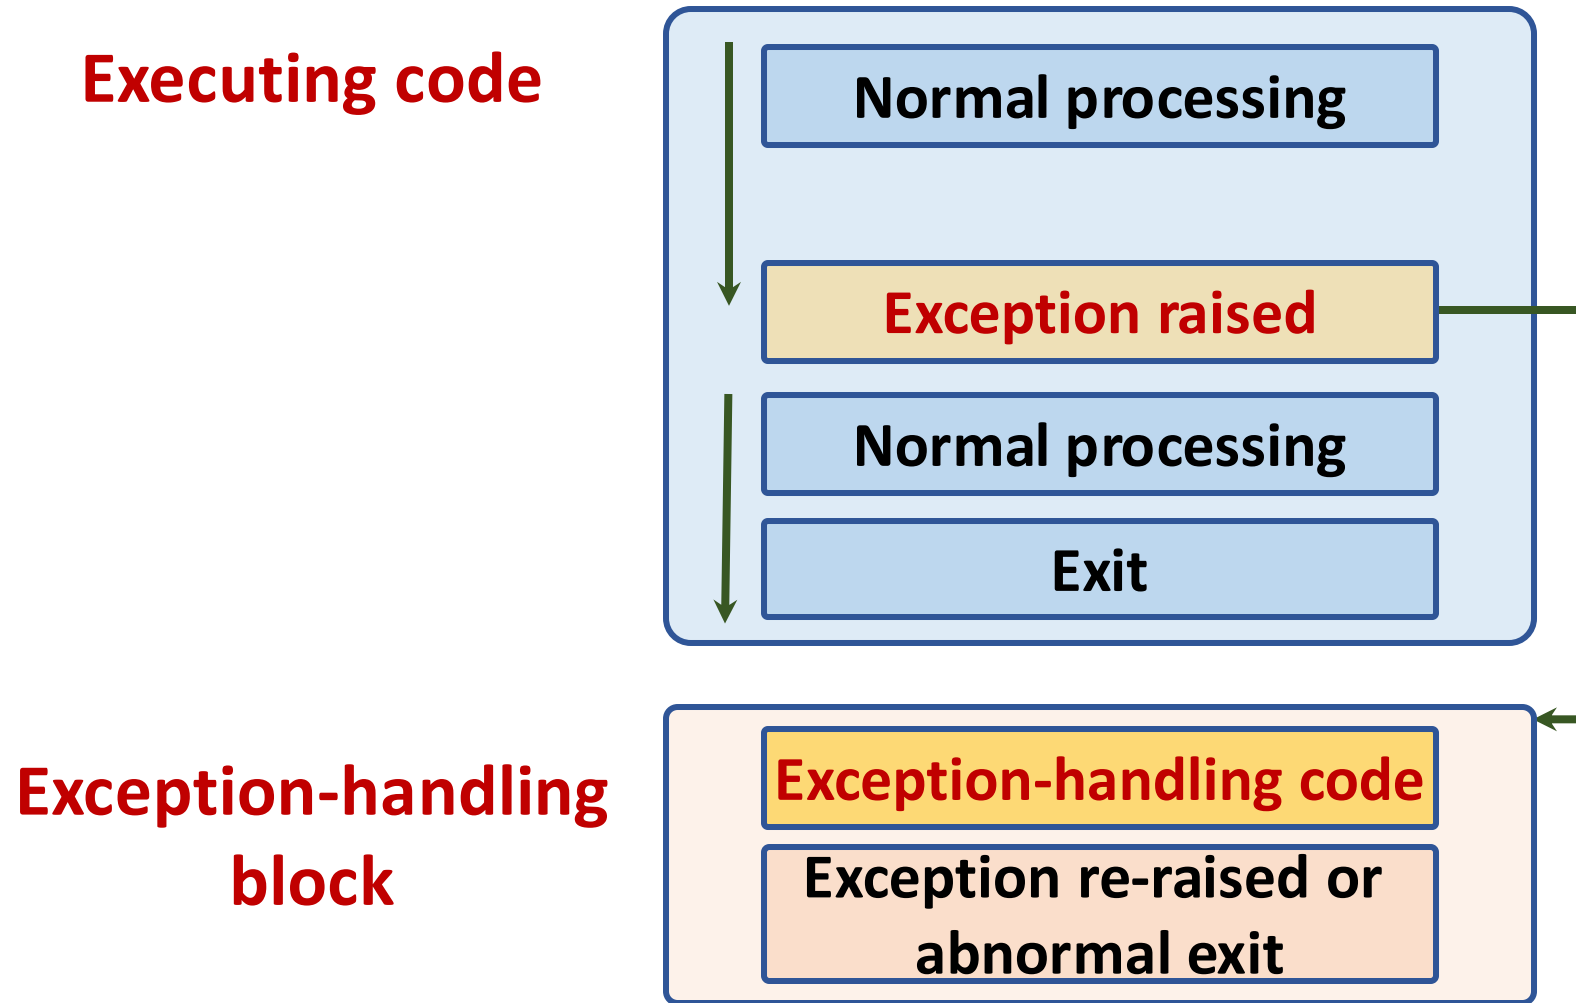 Executing code
Normal processing
Exception raised
Normal processing
Exit
Exception-handling
block
Exception-handling code
Exception re-raised or
abnormal exit